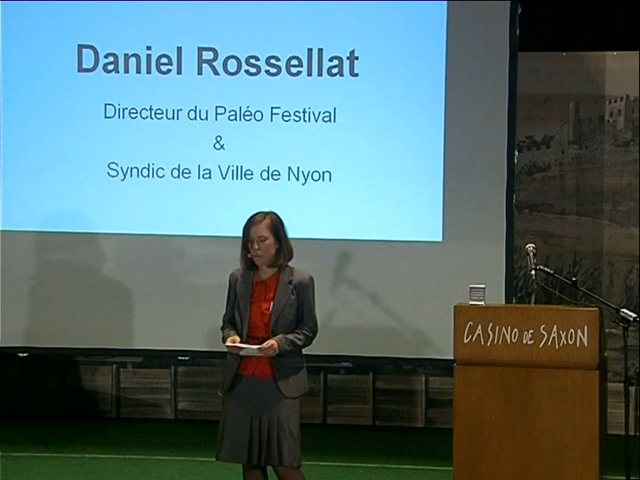 Daniel Rossellat
Directeur du Paléo Festival
&
Syndic de la Ville de Nyon
CASINO DE SAXON